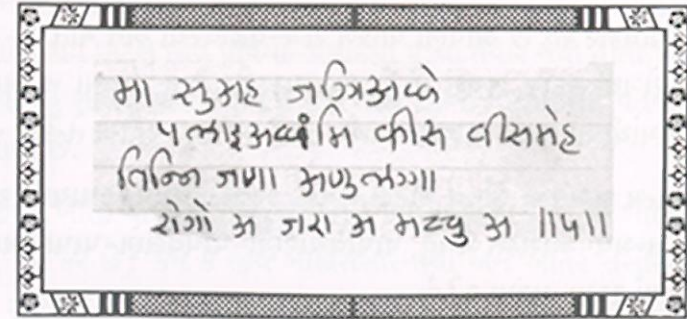 मा सुअह जग्गिअव्वे
पलाइअव्वंमि कीस वीसमेह
तिन्नि जणा अणुलग्गा
रोगो अ जरा अ मच्चु अ ॥५॥